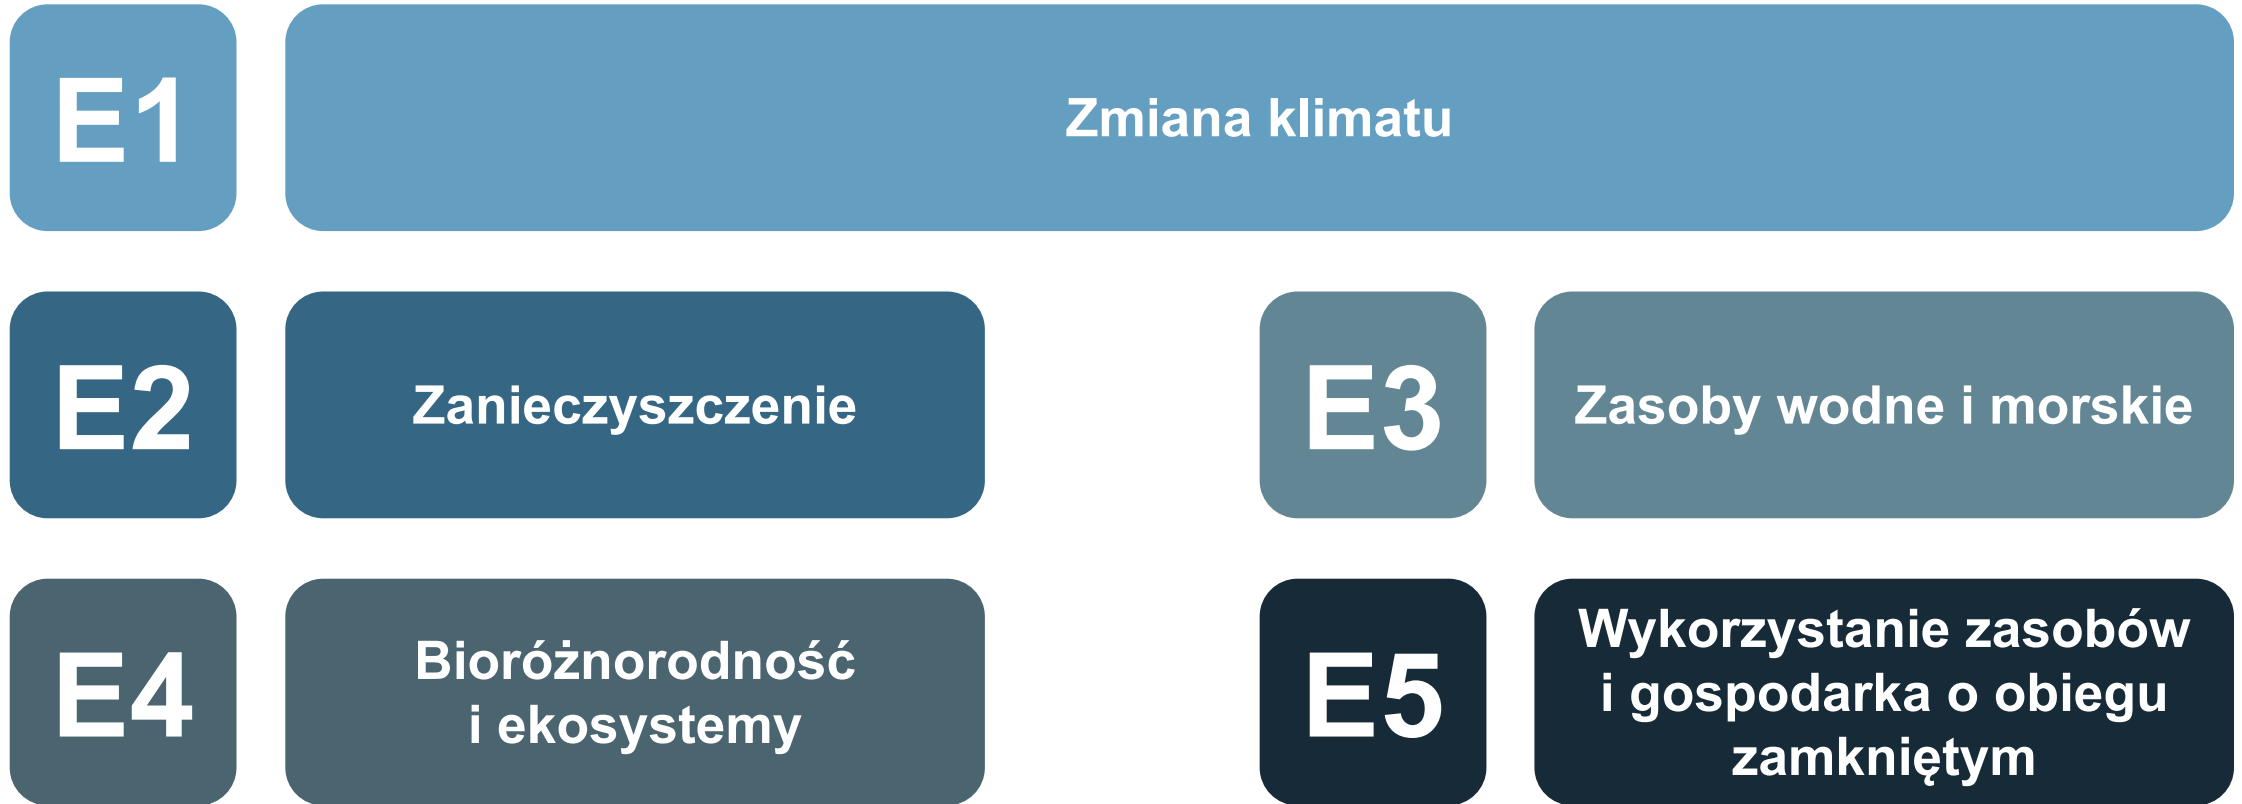 E1
Zmiana klimatu
E2
Zanieczyszczenie
E3
Zasoby wodne i morskie
E4
Bioróżnorodność
i ekosystemy
E5
Wykorzystanie zasobów
i gospodarka o obiegu
zamkniętym